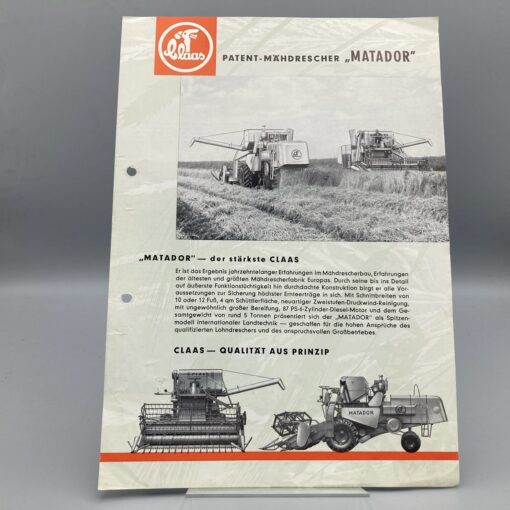 Claas
PATENT-MÄHDRESCHER „MATADOR"
„MATADOR" — der stärkste CLAAS
Er ist das Ergebnis jahrzehntelanger Erfahrungen im Mähdrescherbau, Erfahrungen
der ältesten und größten Mähdrescherfabrik Europas. Durch seine bis ins Detail
auf äußerste Funktionstüchtigkeit hin durchdachte Konstruktion birgt er alle Vor-
aussetzungen zur Sicherung höchster Ernteerträge in sich. Mit Schnittbreiten von
10 oder 12 Fuß, 4 qm Schüttlerfläche, neuartiger Zweistufen-Druckwind-Reinigung,
mit ungewöhnlich großer Bereifung, 87 PS-6-Zylinder-Diesel-Motor und dem Ge-
samtgewicht von rund 5 Tonnen präsentiert sich der „MATADOR" als Spitzen-
modell internationaler Landtechnik — geschaffen für die hohen Ansprüche des
qualifizierten Lohndreschers und des anspruchsvollen Großbetriebes.
CLAAS — QUALITÄT AUS PRINZIP
MATADOR